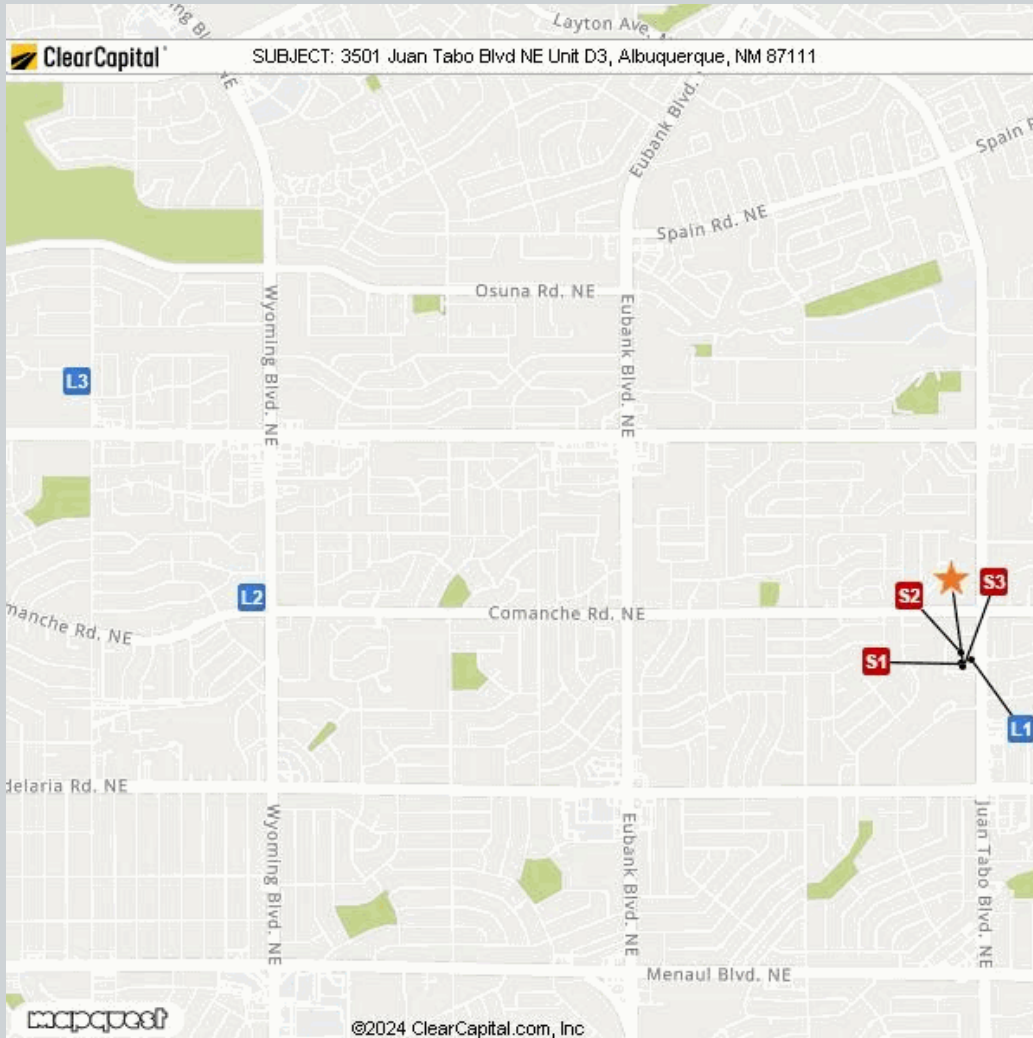 Layton Ave.
ClearCapital
SUBJECT: 3501 Juan Tabo Blvd NE Unit D3, Albuquerque, NM 87111
NE
Eubank Blvd.
Spain
Spain Rd. NE
Osuna Rd. NE
Wyoming Blvd. NE
Eubank Blvd. NE
L3
S3
S2
L2
Comanche Rd. NE
manche Rd. NE
S1
L1
delaria Rd. NE
Wyoming Blvd. NE
Eubank Blvd. NE
Juan Tabo Blvd. NE
Menaul Blvd. NE
mapquest
©2024 ClearCapital.com, Inc